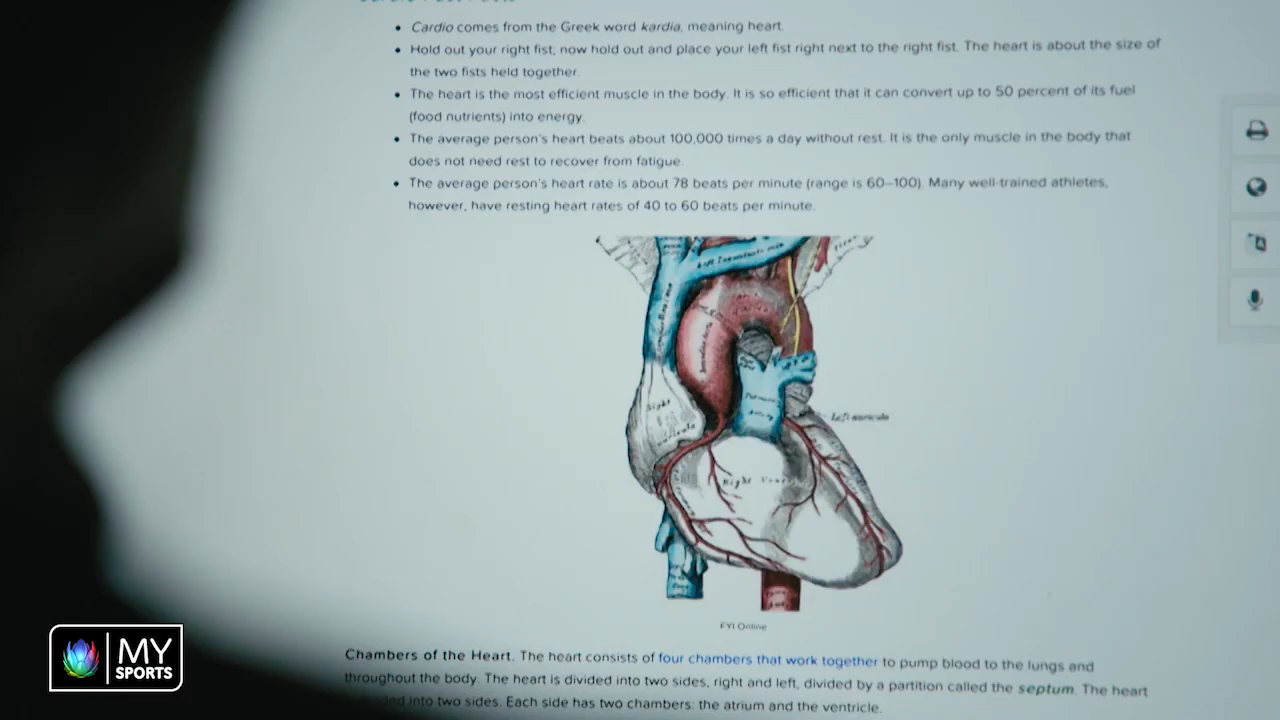 Cardio comes from the Greek word kardia, meaning heart.
Hold out your right fist; now hold out and place your left fist right next to the right fist. The heart is about the size of
the two fists held together.
The heart is the most efficient muscle in the body. It is so efficient that it can convert up to 50 percent of its fuel
(food nutrients) into energy.
The average person's heart beats about 100,000 times a day without rest. It is the only muscle in the body that
does not need rest to recover from fatigue.
The average person's heart rate is about 78 beats per minute (range is 60–100). Many well-trained athletes,
however, have resting heart rates of 40 to 60 beats per minute.
Right
auricula
Pulmonary
Artery
Left auricula
Right
FYI Online
Chambers of the Heart. The heart consists of four chambers that work together to pump blood to the lungs and
throughout the body. The heart is divided into two sides, right and left, divided by a partition called the septum. The heart
into two sides. Each side has two chambers: the atrium and the ventricle.
MY
SPORTS